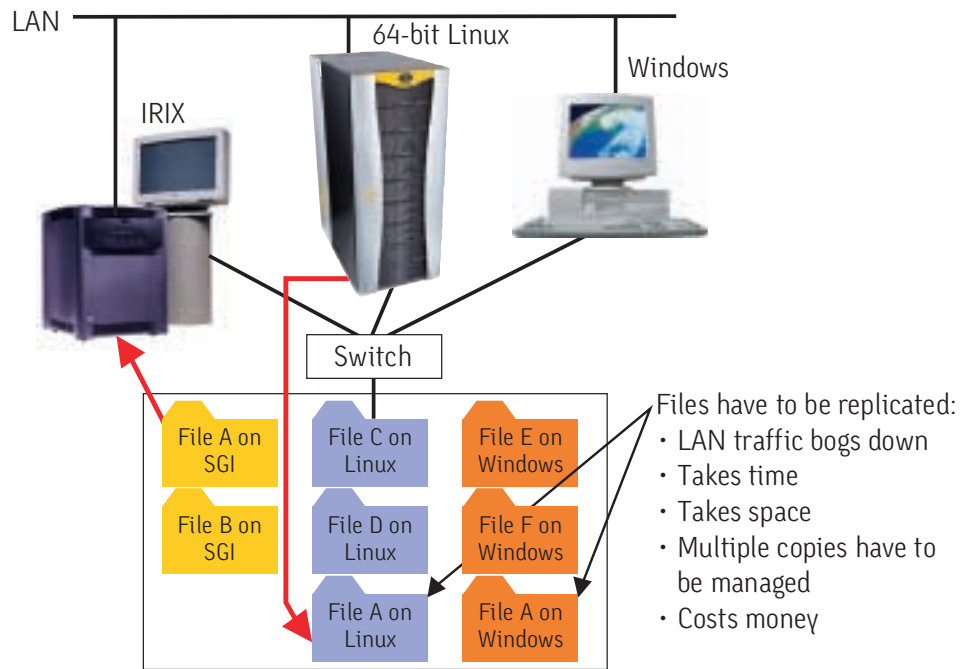 LAN
64-bit Linux
Windows
IRIX
Switch
File A on
SGI
File C on
Linux
File E on
Windows
File B on
SGI
File D on
Linux
File F on
Windows
File A on
Linux
File A on
Windows
Files have to be replicated:
· LAN traffic bogs down
· Takes time
· Takes space
· Multiple copies have to
be managed
· Costs money